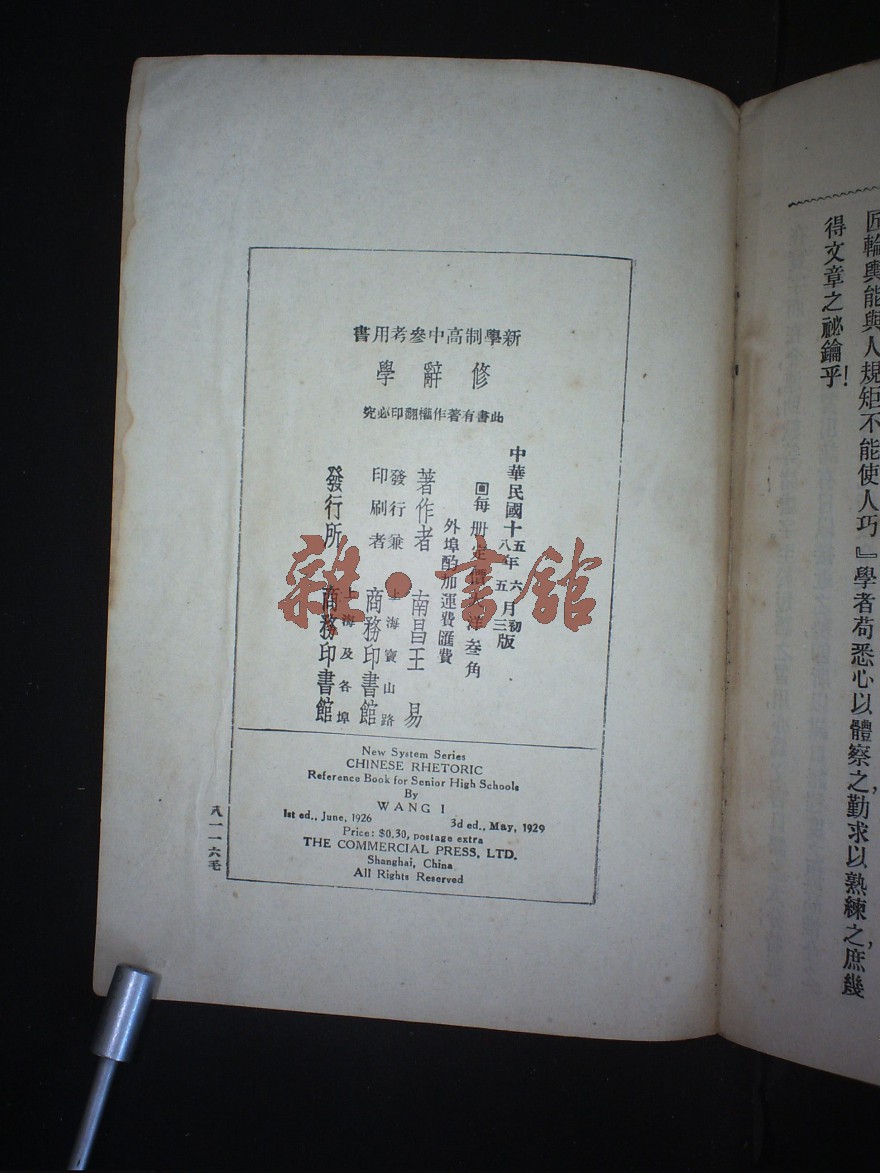 匠輪輿能與人規矩不能使人巧』學者苟悉心以體察之,勤求以熟練之庶幾,
得文章之祕鑰乎!
新學制高中參考用書
修辭學
此書有著作權翻印必究
中華民國十五年六月初版
八年五月三版
回每册定價大洋叁角
外埠酌加運費匯費
著作者 南昌王易
發行兼印刷者 上海寶山路 商務印書館
發行所 上海及各埠 商務印書館
New System Series
CHINESE RHETORIC
Reference Book for Senior High Schools
By
WANG I
1st ed., June, 1926 3d ed., May, 1929
Price: $0.30, postage extra
THE COMMERCIAL PRESS, LTD.
Shanghai, China
All Rights Reserved
八一一六毛
雜·書館